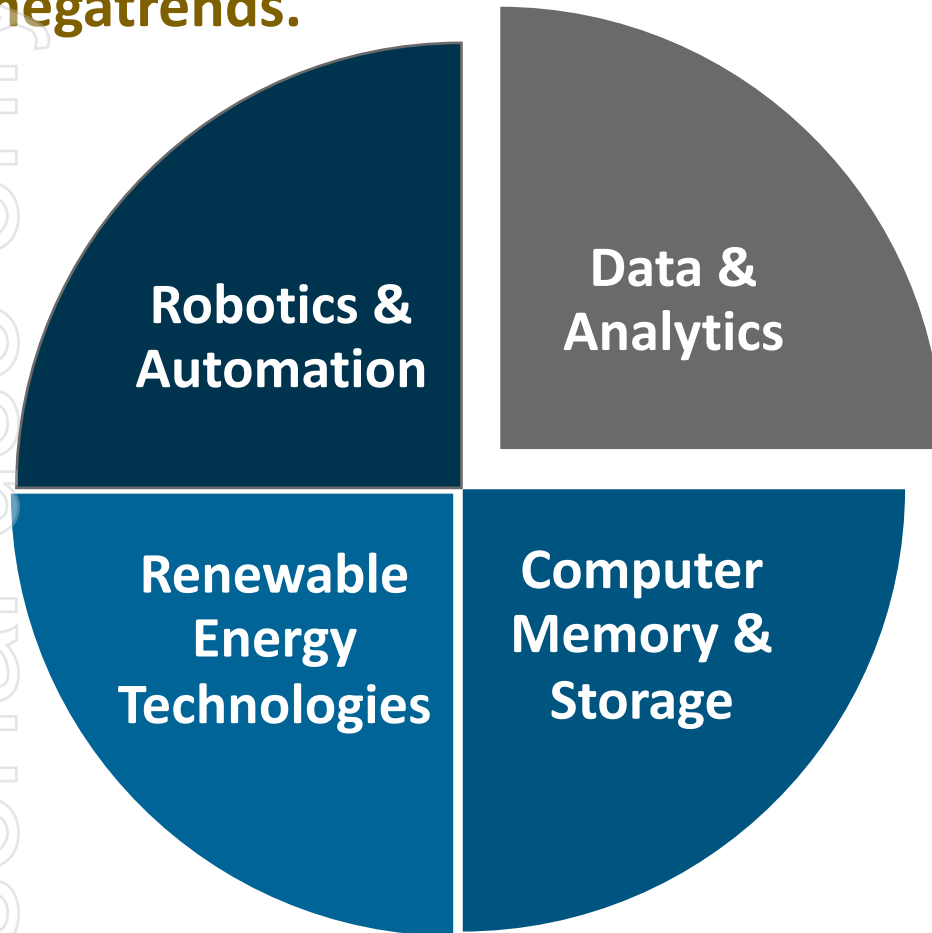 negatrends.
Data &
Analytics
Robotics &
Automation
Renewable
Energy
Technologies
Computer
Memory &
Storage